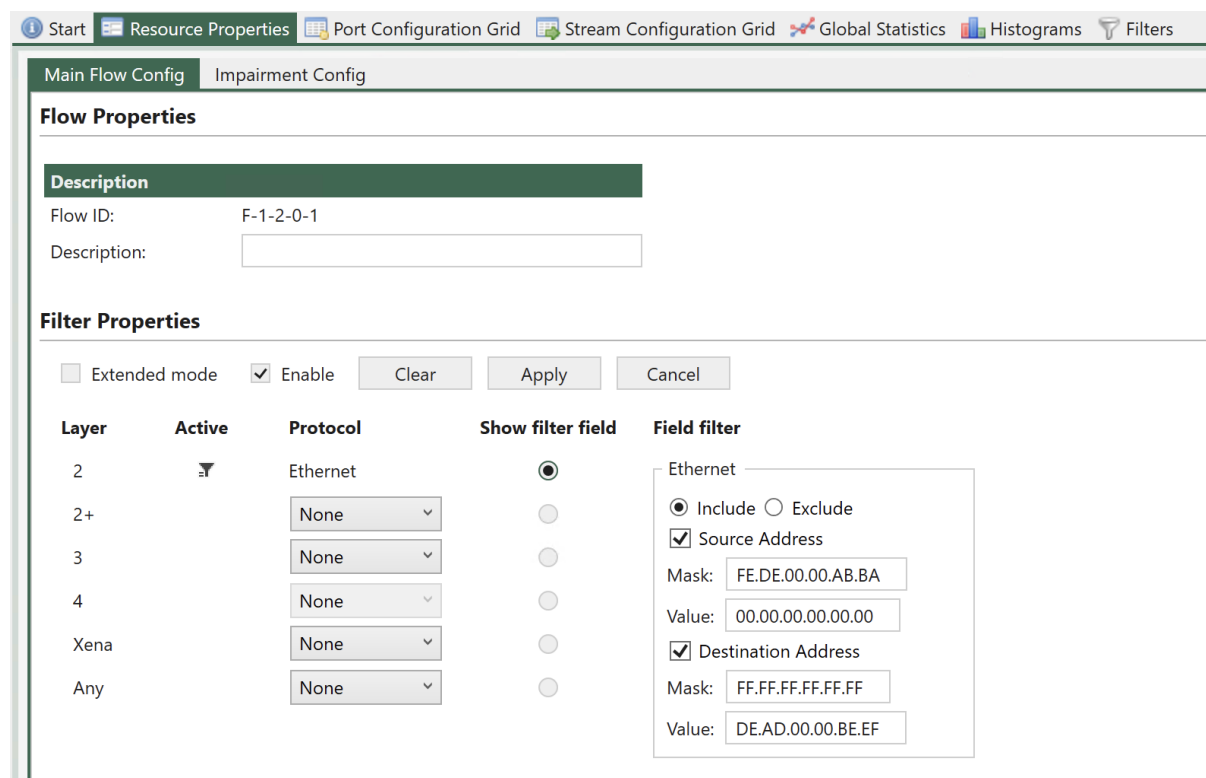 Start Resource Properties Port Configuration Grid Stream Configuration Grid Global Statistics Histograms Filters
Main Flow Config Impairment Config
Flow Properties
Description
Flow ID: F-1-2-0-1
Description:
Filter Properties
Extended mode Enable Clear Apply Cancel
Layer Active Protocol Show filter field Field filter
2 Ethernet Ethernet
2+ None Include Exclude
Source Address
3 None Mask: FE.DE.00.00.AB.BA
4 None Value: 00.00.00.00.00.00
Xena None Destination Address
Any None Mask: FF.FF.FF.FF.FF.FF
Value: DE.AD.00.00.BE.EF